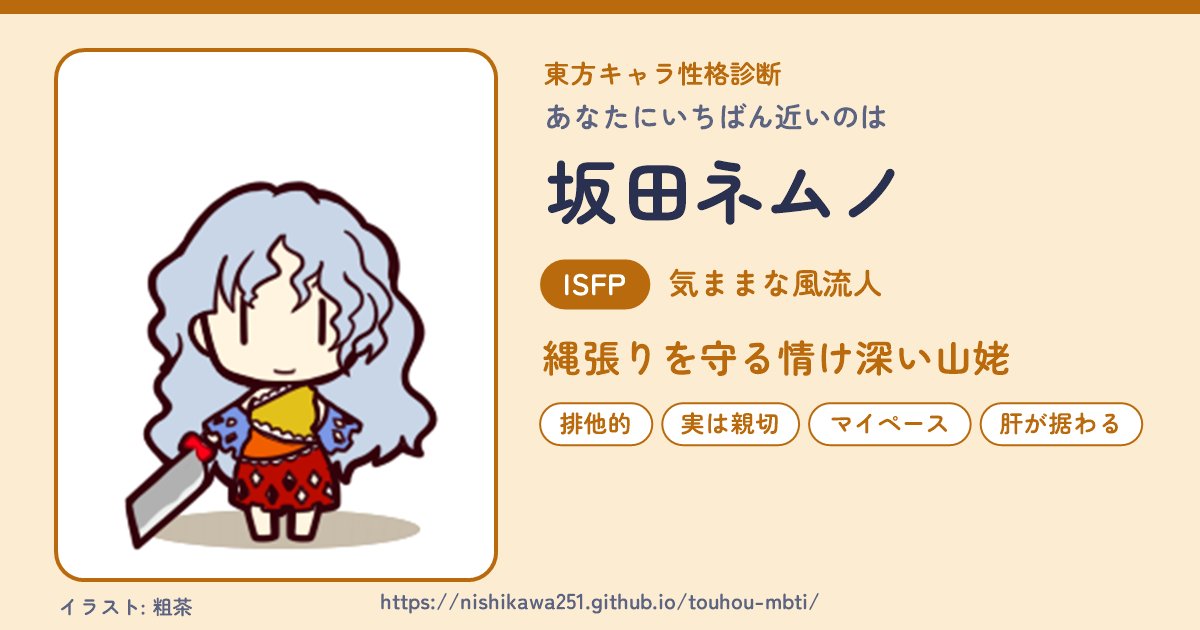 東方キャラ性格診断
あなたにいちばん近いのは
坂田ネムノ
ISFP 気ままな風流人
縄張りを守る情け深い山姥
排他的 実は親切 マイペース 肝が据わる
イラスト: 粗茶
https://nishikawa251.github.io/touhou-mbti/